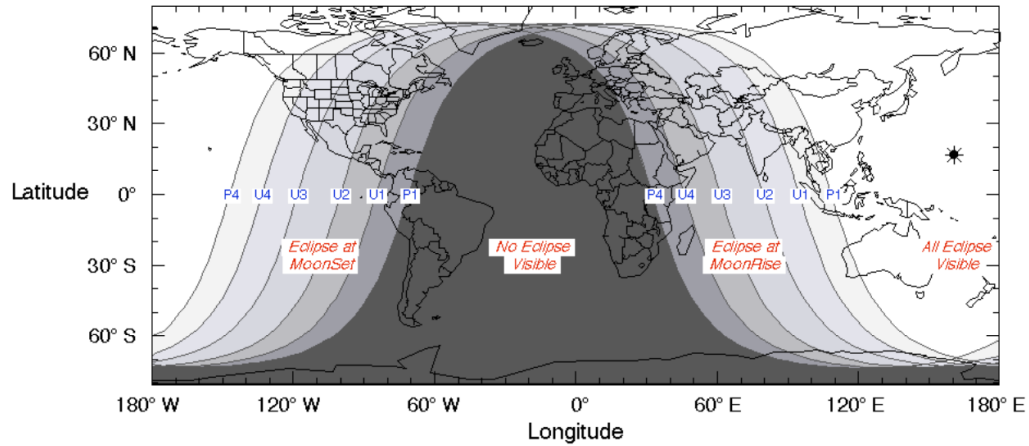 60° N
30° N
Latitude
0°
P4 U4 U3 U2 U1 P1 P4 U4 U3 U2 U1 P1
Eclipse at
MoonSet
No Eclipse
Visible
Eclipse at
MoonRise
All Eclipse
Visible
30° S
60° S
180° W 120° W 60° W 0° 60° E 120° E 180° E
Longitude